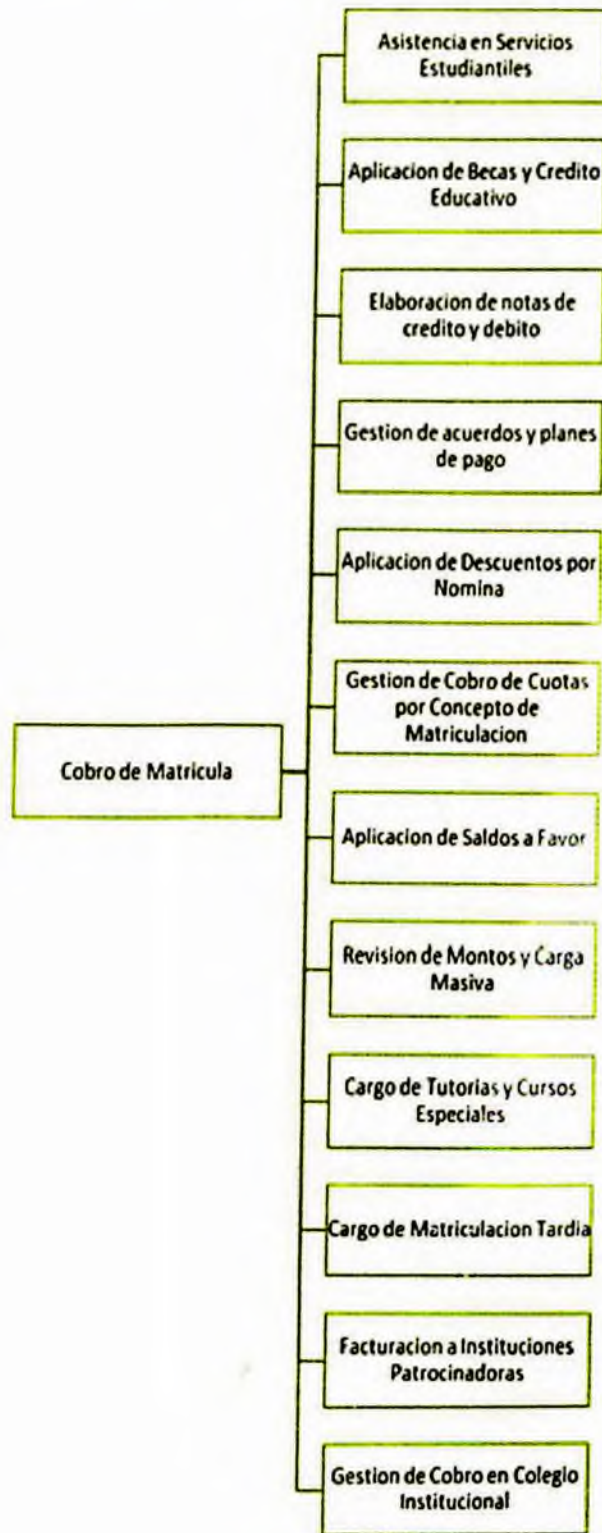 Asistencia en Servicios
Estudiantiles
Aplicacion de Becas y Credito
Educativo
Elaboracion de notas de
credito y debito
Gestion de acuerdos y planes
de pago
Aplicacion de Descuentos por
Nomina
Gestion de Cobro de Cuotas
por Concepto de
Matriculacion
Cobro de Matricula
Aplicacion de Saldos a Favor
Revision de Montos y Carga
Masiva
Cargo de Tutorias y Cursos
Especiales
Cargo de Matriculacion Tardia
Facturacion a Instituciones
Patrocinadoras
Gestion de Cobro en Colegio
Institucional